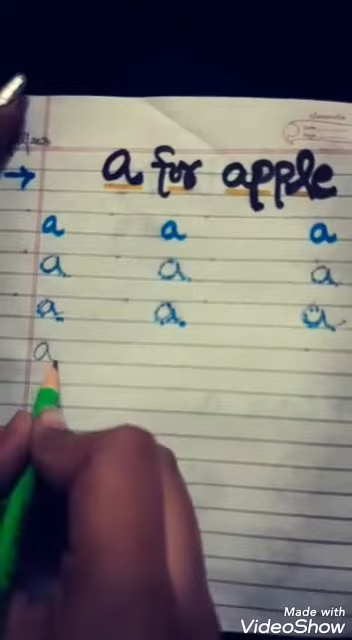 → a for apple
a a a
a a a
a. a. a
a
Made with
VideoShow